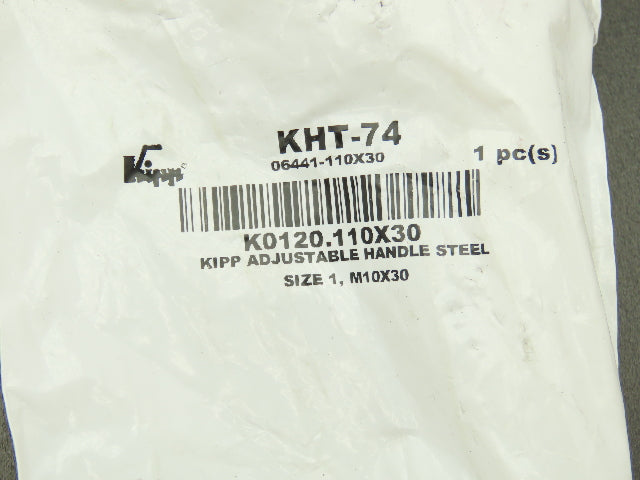 KHT-74
06441-110X30
Kipp
1 pc(s)
K0120.110X30
KIPP ADJUSTABLE HANDLE STEEL
SIZE 1, M10X30